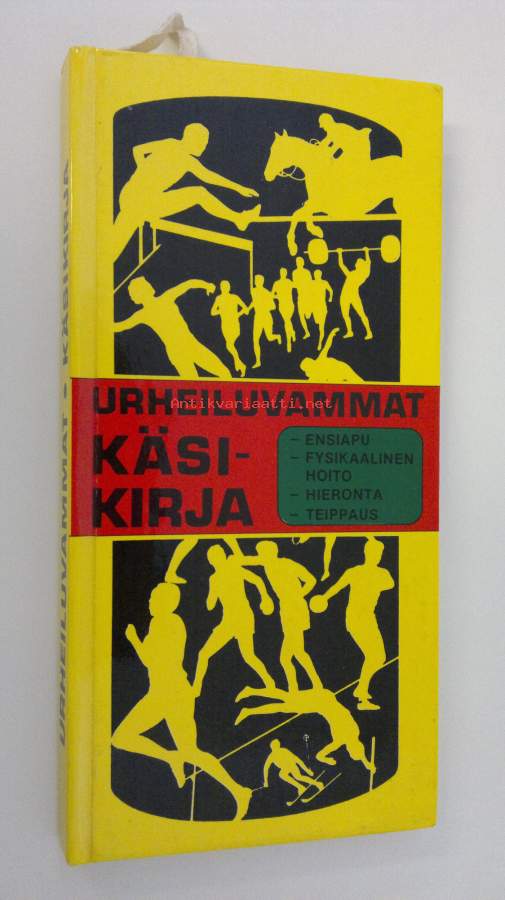 URHEILUVAMMAT
Antikvariaatti.net
KÄSI-
KIRJA
- ENSIAPU
- FYSIKAALINEN
HOITO
- HIERONTA
- TEIPPAUS
URHEILUVAMMAT • KÄSIKIRJA